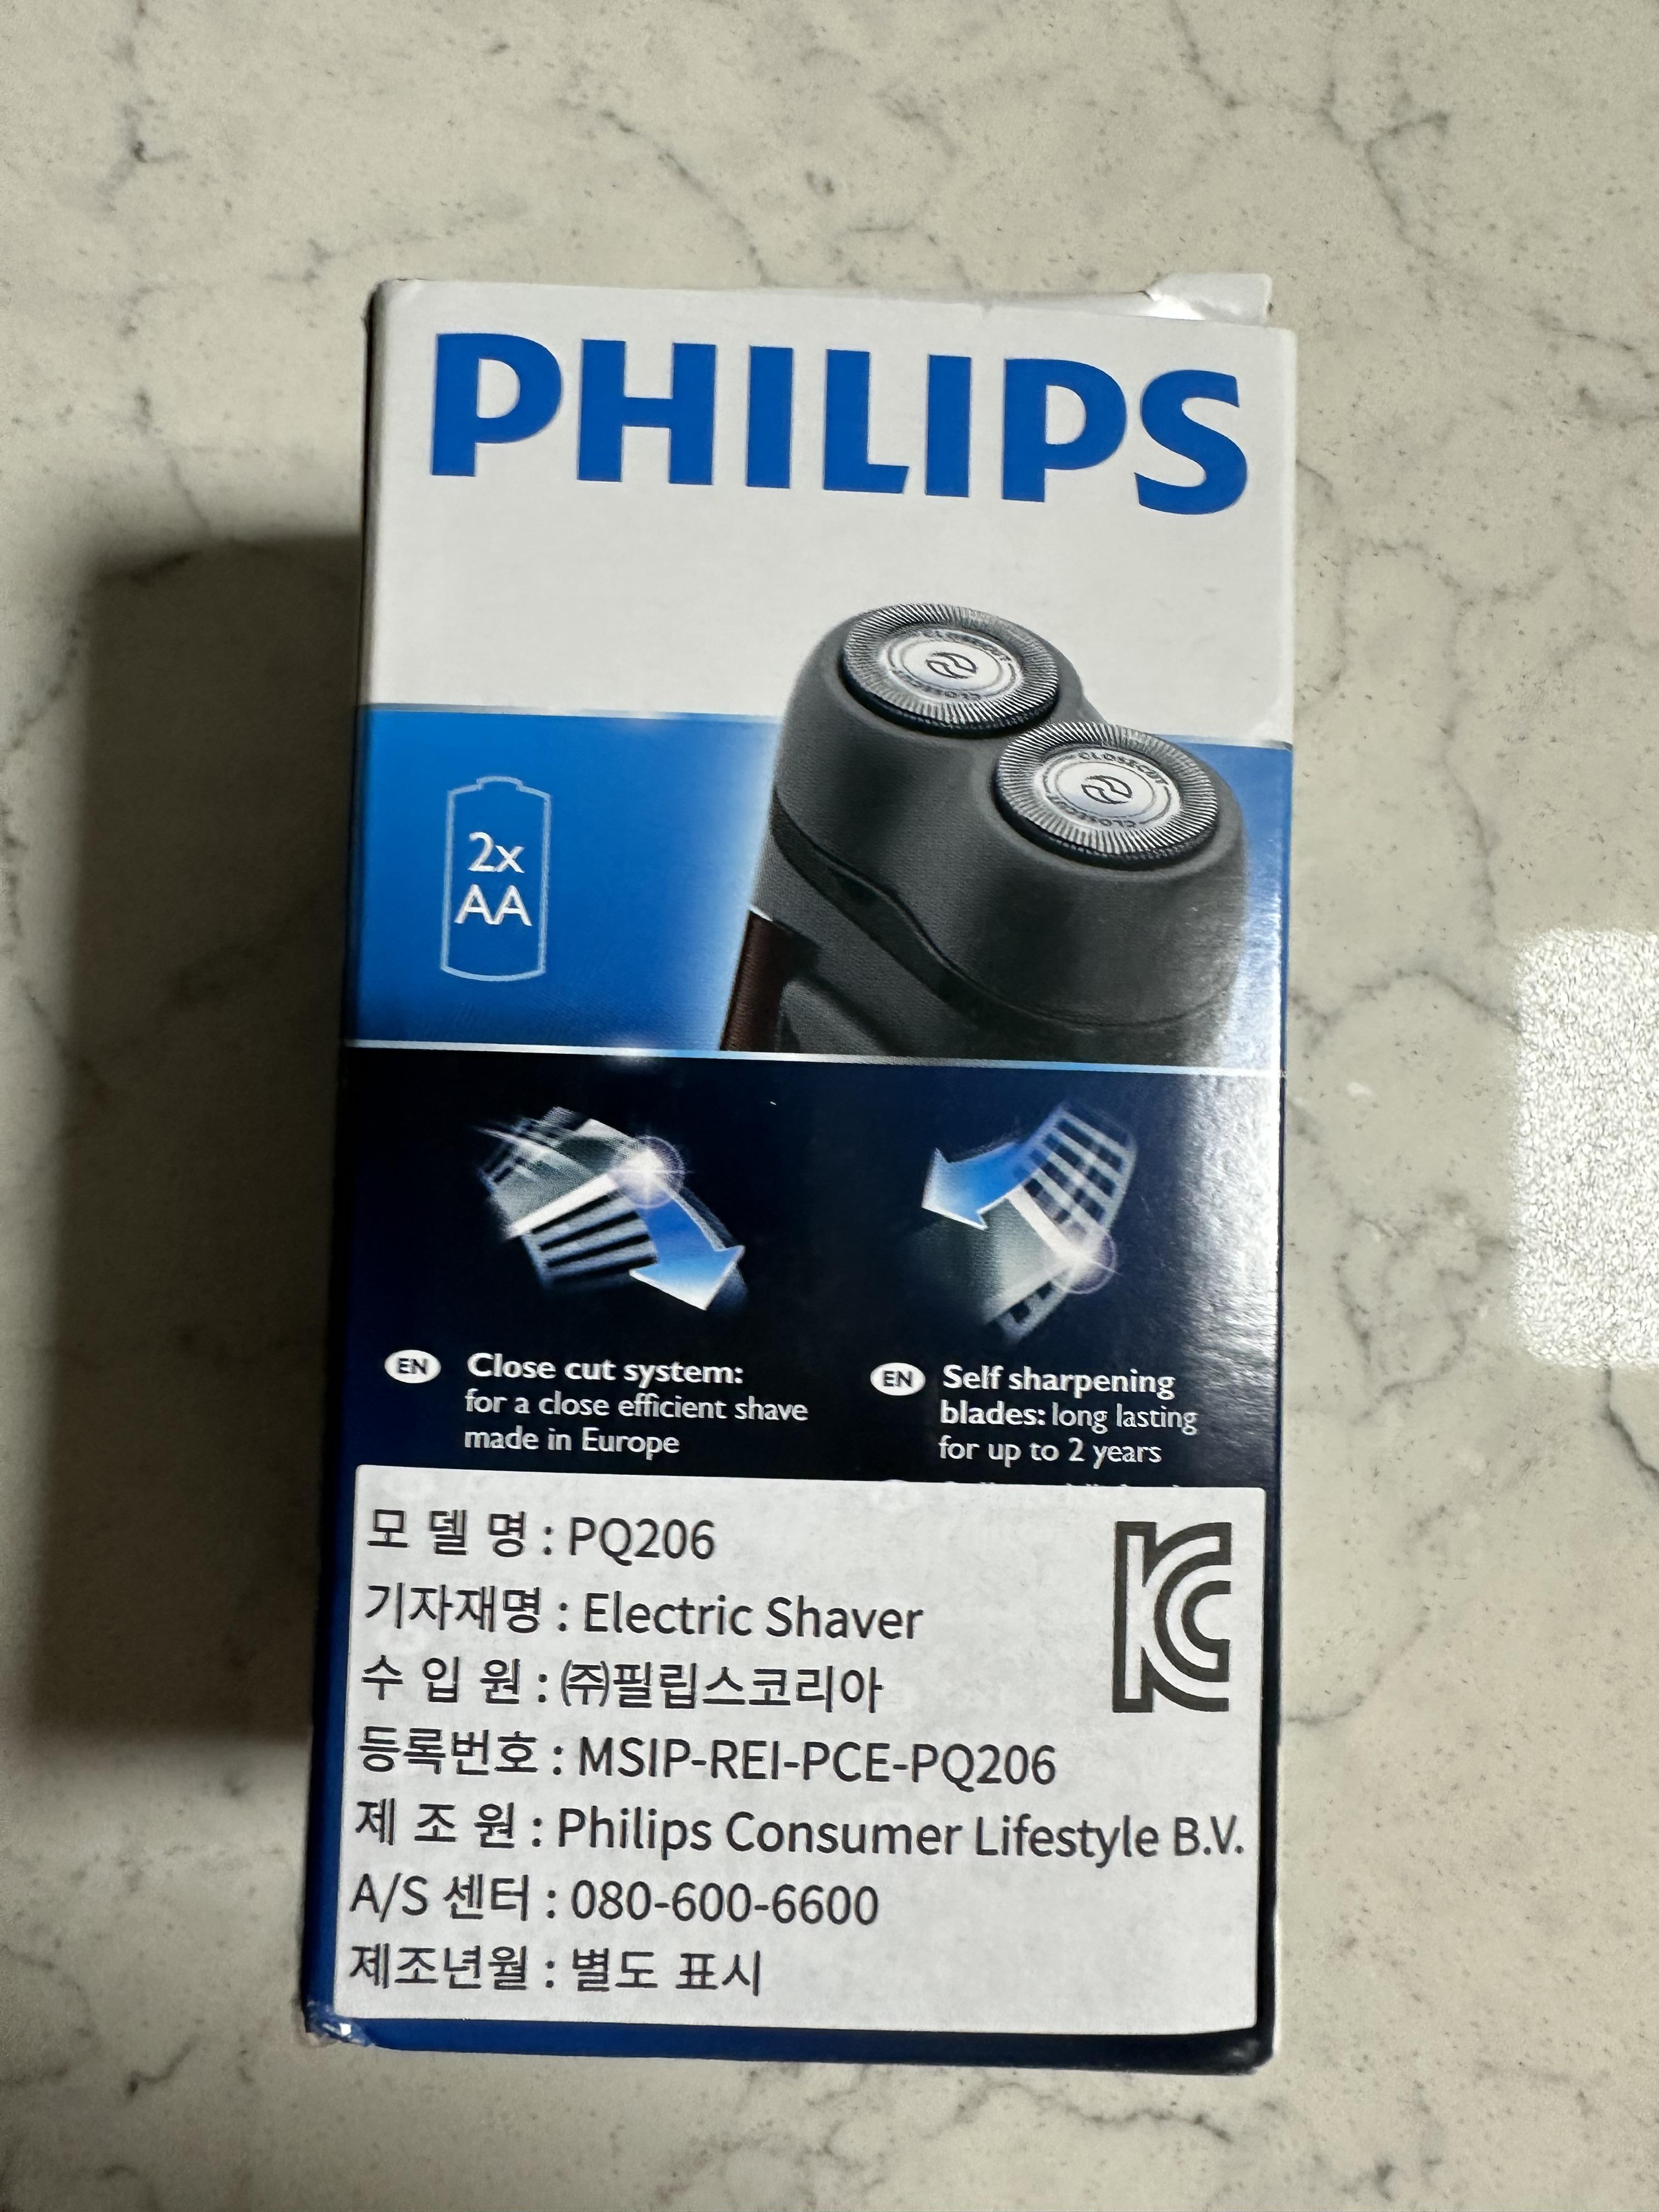 PHILIPS
CLOSECUT
CLOSECUT
2x
AA
EN Close cut system:
for a close efficient shave
made in Europe
EN Self sharpening
blades: long lasting
for up to 2 years
모 델 명 : PQ206
기자재명 : Electric Shaver
수 입 원 : ㈜필립스코리아
등록번호 : MSIP-REI-PCE-PQ206
제 조 원 : Philips Consumer Lifestyle B.V.
A/S 센터 : 080-600-6600
제조년월 : 별도 표시